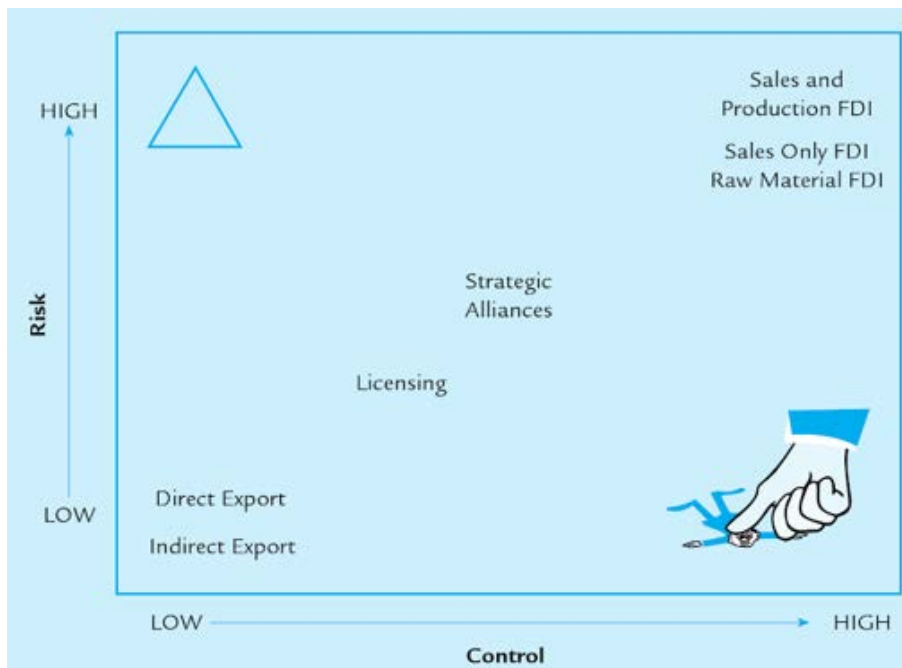 HIGH
Sales and
Production FDI
Sales Only FDI
Raw Material FDI
Strategic
Alliances
Risk
Licensing
Direct Export
LOW
Indirect Export
LOW
HIGH
Control